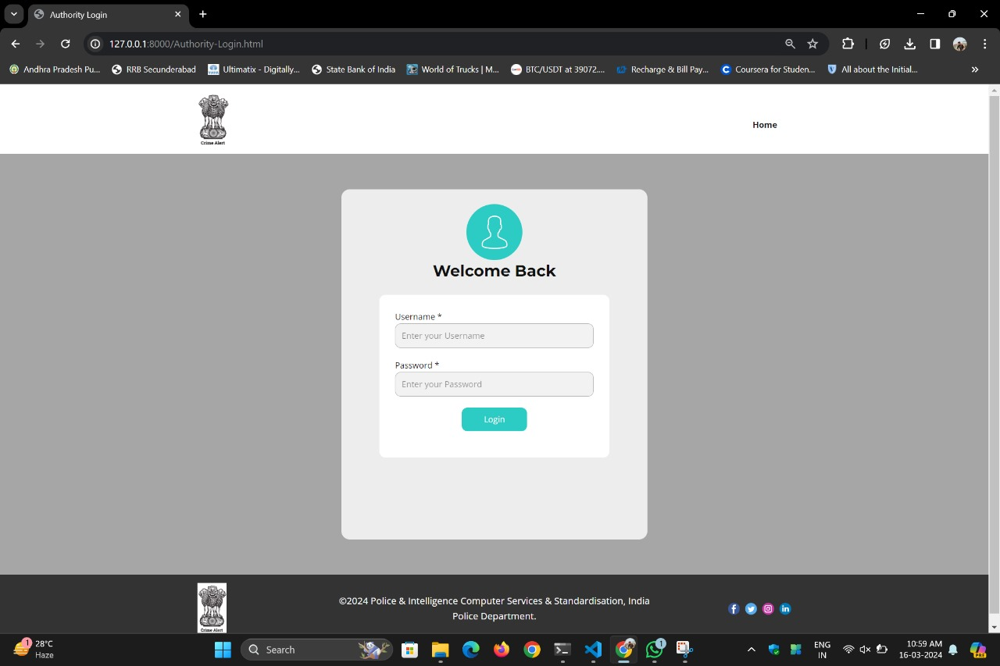 Authority Login
127.0.0.1:8000/Authority-Login.html
Andhra Pradesh Pu...
RRB Secunderabad
Ultimatix - Digitally...
State Bank of India
World of Trucks | M...
BTC/USDT at 39072....
Recharge & Bill Pay...
Coursera for Studen...
All about the Initial...
Crime Alert
Home
Welcome Back
Username *
Enter your Username
Password *
Enter your Password
Login
Crime Alert
©2024 Police & Intelligence Computer Services & Standardisation, India
Police Department.
1
28°C
Haze
Search
1
ENG
IN
10:59 AM
16-03-2024
PRE